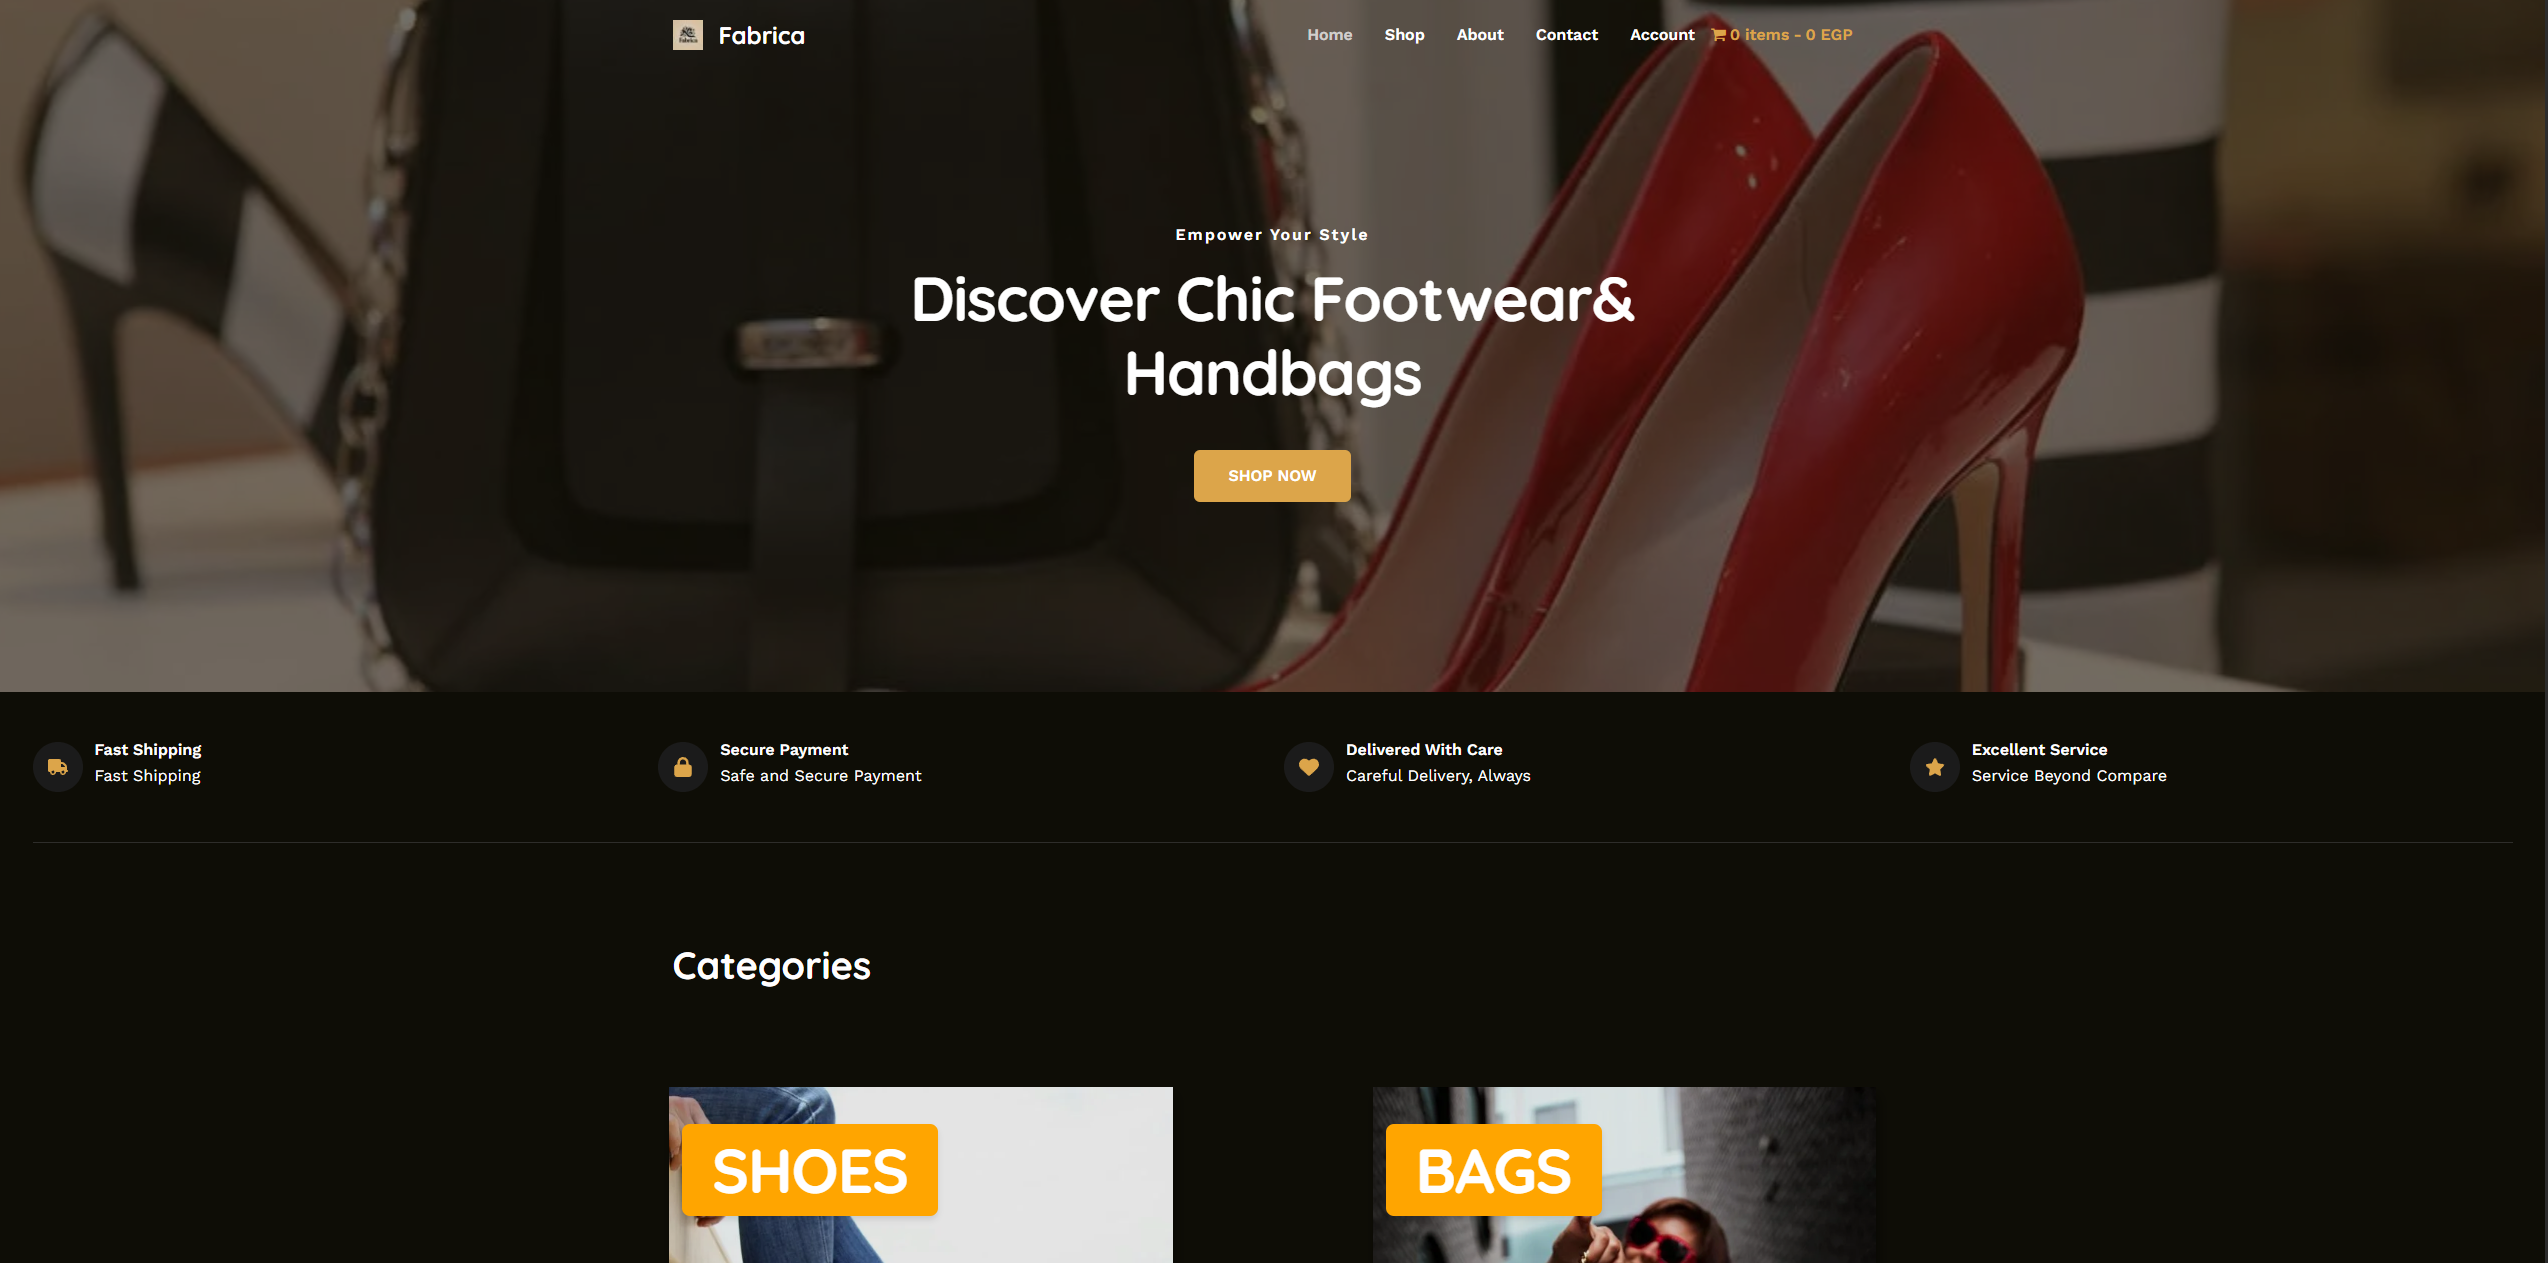 Fabrica
Home Shop About Contact Account 0 items - 0 EGP
Empower Your Style
Discover Chic Footwear&
Handbags
SHOP NOW
Fast Shipping
Fast Shipping
Secure Payment
Safe and Secure Payment
Delivered With Care
Careful Delivery, Always
Excellent Service
Service Beyond Compare
Categories
SHOES
BAGS